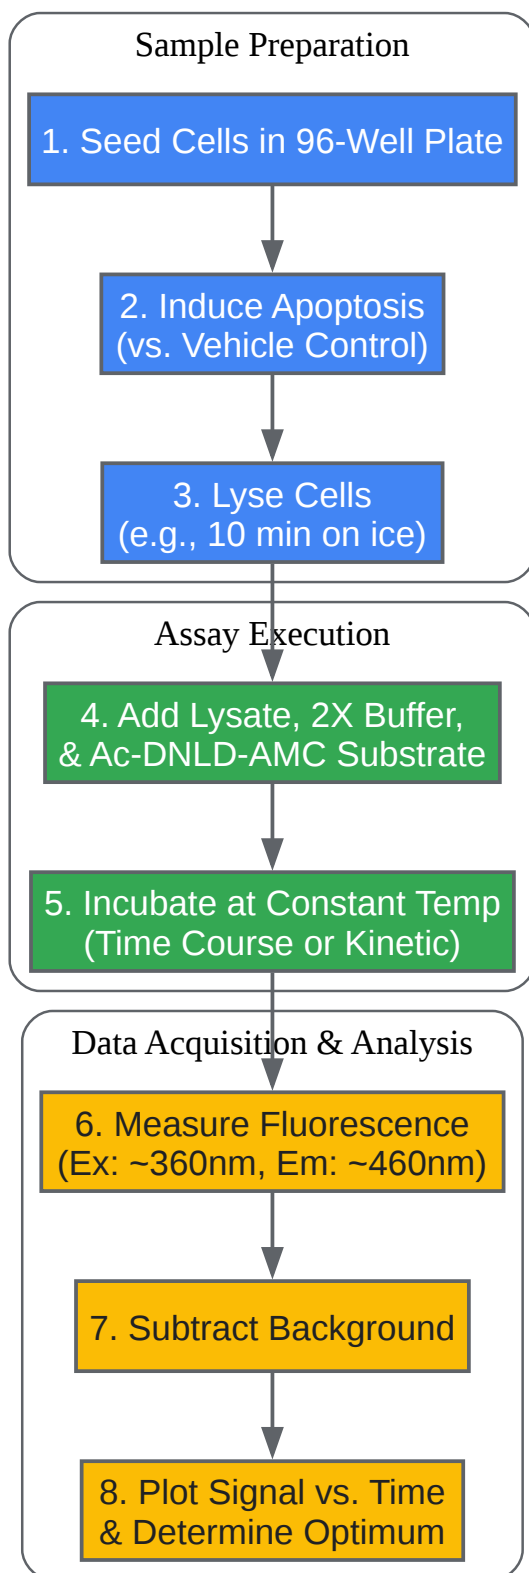 Sample Preparation
1. Seed Cells in 96-Well Plate
2. Induce Apoptosis
(vs. Vehicle Control)
3. Lyse Cells
(e.g., 10 min on ice)
Assay Execution
4. Add Lysate, 2X Buffer,
& Ac-DNLD-AMC Substrate
5. Incubate at Constant Temp
(Time Course or Kinetic)
Data Acquisition & Analysis
6. Measure Fluorescence
(Ex: ~360nm, Em: ~460nm)
7. Subtract Background
8. Plot Signal vs. Time
& Determine Optimum